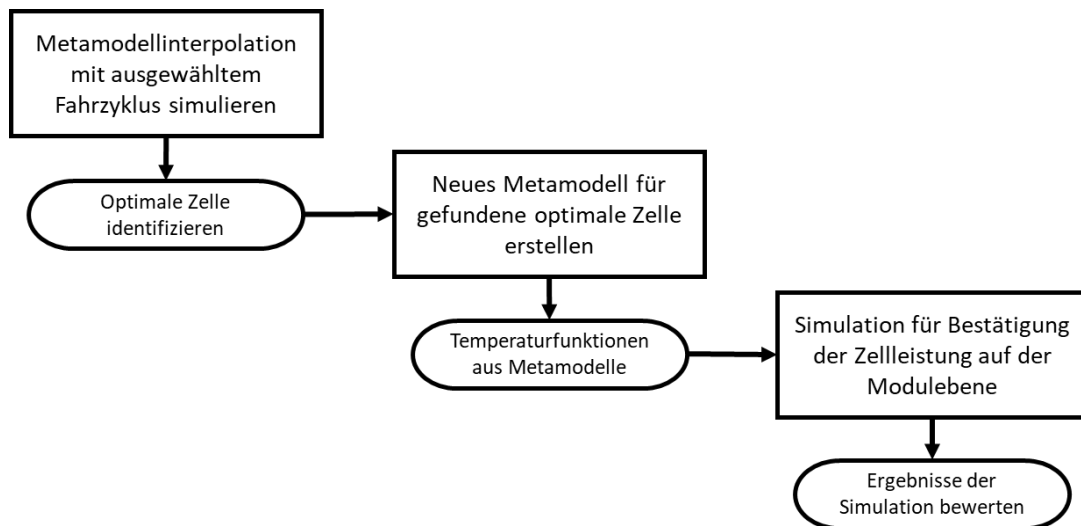 Metamodellinterpolation
mit ausgewähltem
Fahrzyklus simulieren
Optimale Zelle
identifizieren
Neues Metamodell für
gefundene optimale Zelle
erstellen
Temperaturfunktionen
aus Metamodelle
Simulation für Bestätigung
der Zellleistung auf der
Modulebene
Ergebnisse der
Simulation bewerten